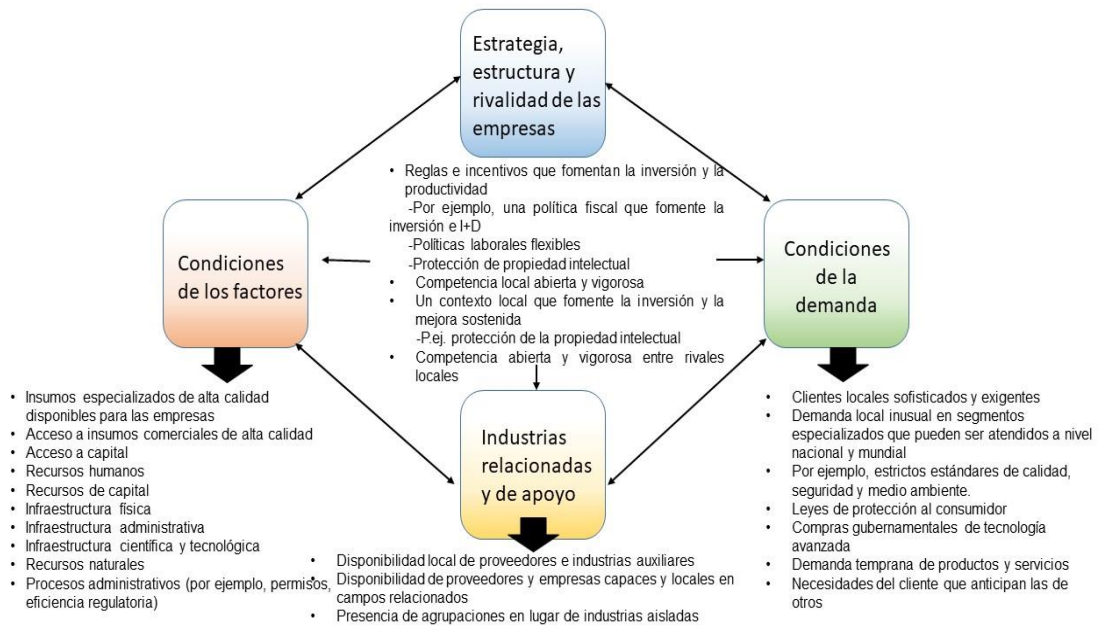 Estrategia,
estructura y
rivalidad de las
empresas
• Reglas e incentivos que fomentan la inversión y la
productividad
-Por ejemplo, una política fiscal que fomente la
inversión e I+D
-Políticas laborales flexibles
-Protección de propiedad intelectual
• Competencia local abierta y vigorosa
• Un contexto local que fomente la inversión y la
mejora sostenida
-P.ej. protección de la propiedad intelectual
• Competencia abierta y vigorosa entre rivales
locales
Condiciones
de los factores
• Insumos especializados de alta calidad
disponibles para las empresas
• Acceso a insumos comerciales de alta calidad
• Acceso a capital
• Recursos humanos
• Recursos de capital
• Infraestructura física
• Infraestructura administrativa
• Infraestructura científica y tecnológica
• Recursos naturales
• Procesos administrativos (por ejemplo, permisos,
eficiencia regulatoria)
Condiciones
de la
demanda
• Clientes locales sofisticados y exigentes
• Demanda local inusual en segmentos
especializados que pueden ser atendidos a nivel
nacional y mundial
• Por ejemplo, estrictos estándares de calidad,
seguridad y medio ambiente.
• Leyes de protección al consumidor
• Compras gubernamentales de tecnología
avanzada
• Demanda temprana de productos y servicios
• Necesidades del cliente que anticipan las de
otros
Industrias
relacionadas
y de apoyo
• Disponibilidad local de proveedores e industrias auxiliares
• Disponibilidad de proveedores y empresas capaces y locales en
campos relacionados
• Presencia de agrupaciones en lugar de industrias aisladas